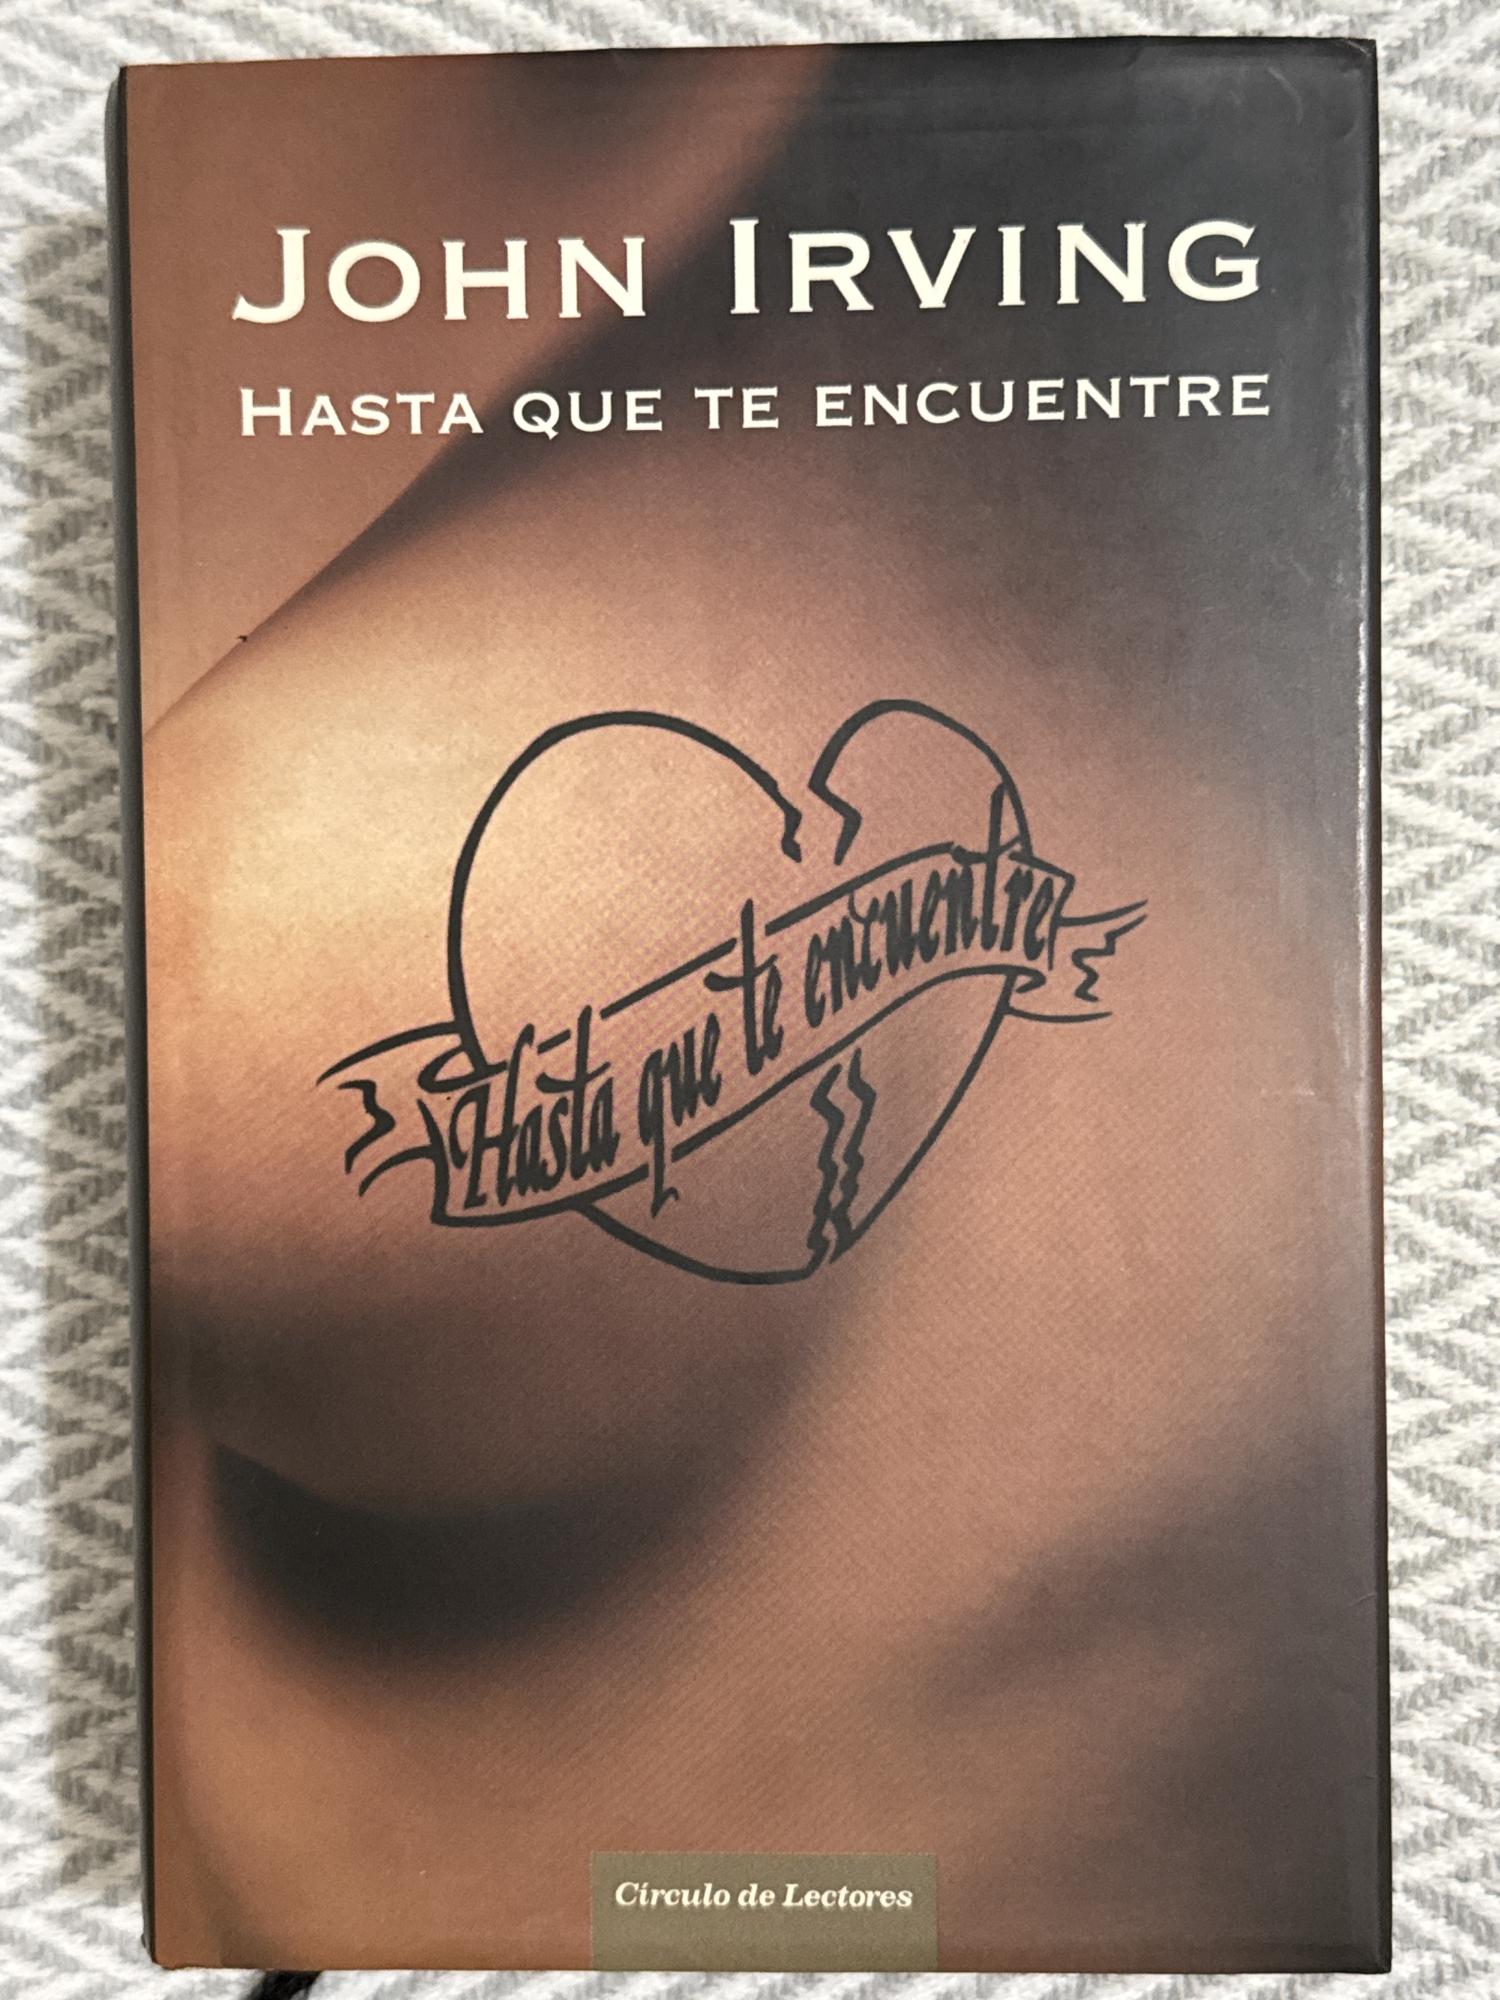 JOHN IRVING
HASTA QUE TE ENCUENTRE
Hasta que te encuentre
Círculo de Lectores